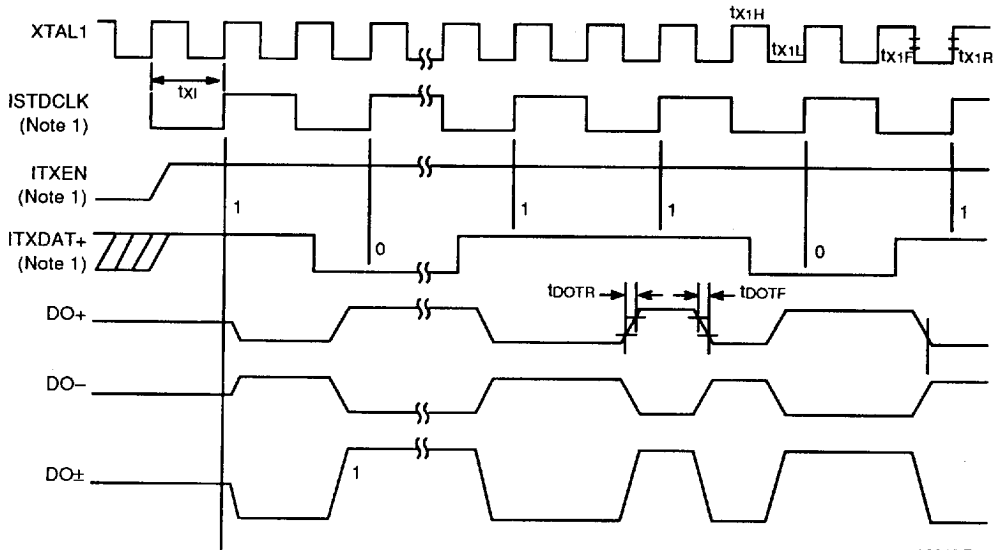 tX1H
XTAL1
tX1L
tX1F
tX1R
tXI
ISTDCLK
(Note 1)
ITXEN
(Note 1)
1
1
1
1
ITXDAT+
(Note 1)
0
0
tDOTR
tDOTF
DO+
DO–
DO±
1